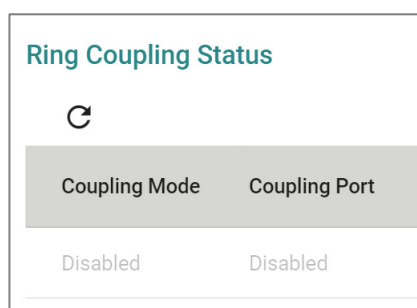 Ring Coupling Status
Coupling Mode Coupling Port
Disabled Disabled